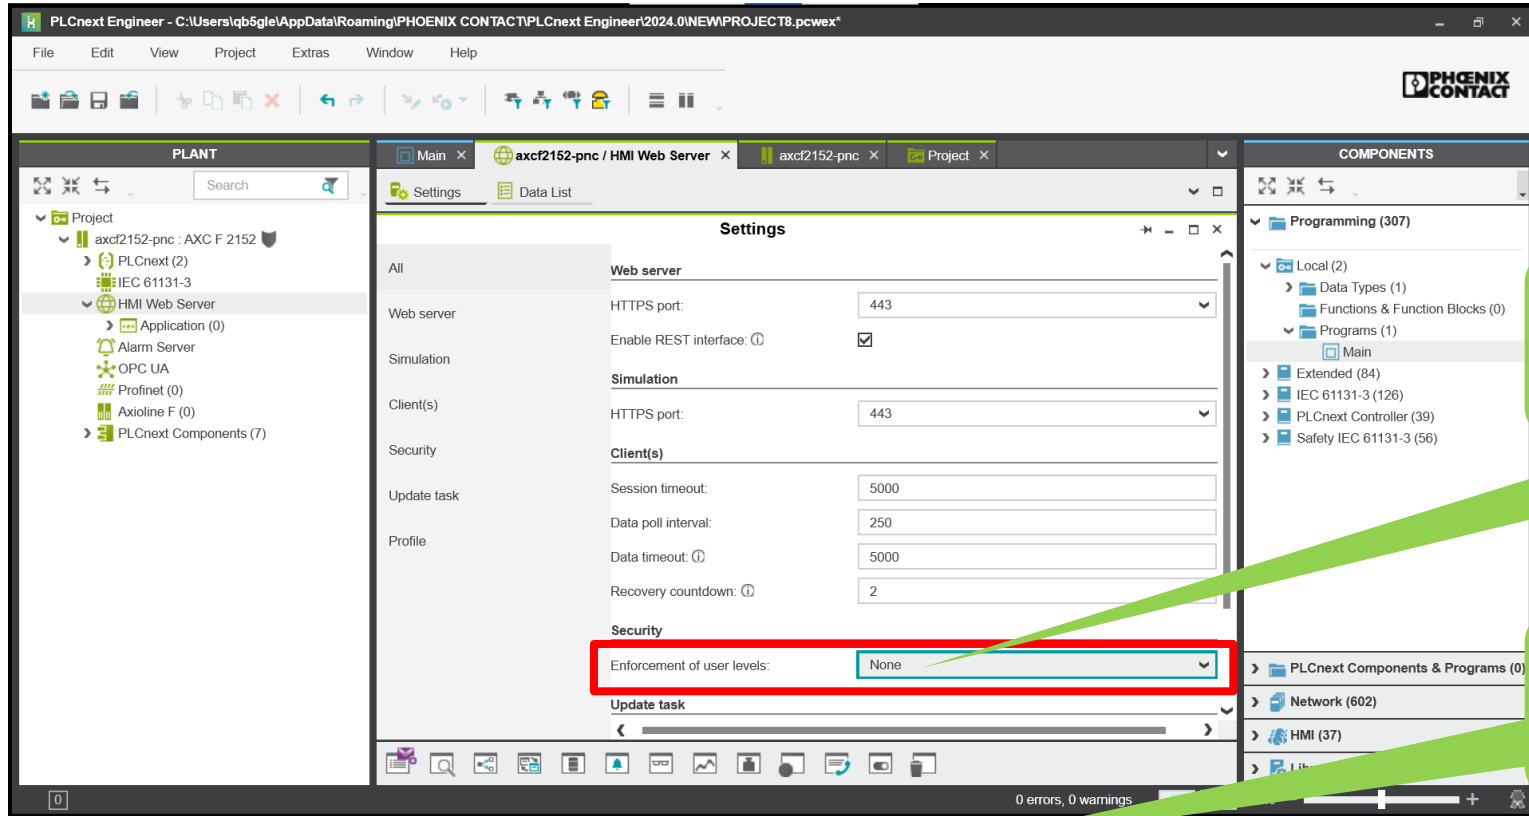 PLCnext Engineer - C:\Users\qb5gle\AppData\Roaming\PHOENIX CONTACT\PLCnext Engineer\2024.0\NEW\PROJECT8.pcwex*
File Edit View Project Extras Window Help
PHOENIX
CONTACT
PLANT
Search
Project
axcf2152-pnc : AXC F 2152
PLCnext (2)
IEC 61131-3
HMI Web Server
Application (0)
Alarm Server
OPC UA
Profinet (0)
Axioline F (0)
PLCnext Components (7)
Main
axcf2152-pnc / HMI Web Server
axcf2152-pnc
Project
Settings
Data List
Settings
All
Web server
Simulation
Client(s)
Security
Update task
Profile
Web server
HTTPS port: 443
Enable REST interface:
Simulation
HTTPS port: 443
Client(s)
Session timeout: 5000
Data poll interval: 250
Data timeout: 5000
Recovery countdown: 2
Security
Enforcement of user levels: None
Update task
COMPONENTS
Programming (307)
Local (2)
Data Types (1)
Functions & Function Blocks (0)
Programs (1)
Main
Extended (84)
IEC 61131-3 (126)
PLCnext Controller (39)
Safety IEC 61131-3 (56)
PLCnext Components & Programs (0)
Network (602)
HMI (37)
0
0 errors, 0 warnings